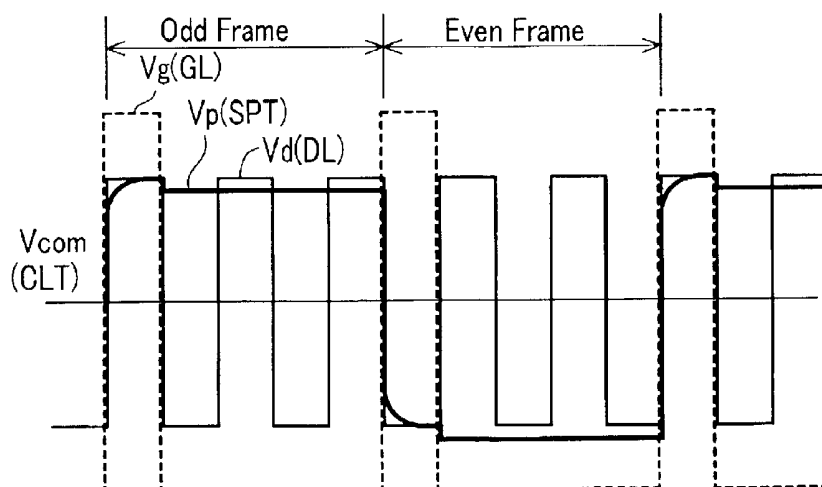 Odd Frame
Even Frame
Vg(GL)
Vp(SPT)
Vd(DL)
Vcom
(CLT)